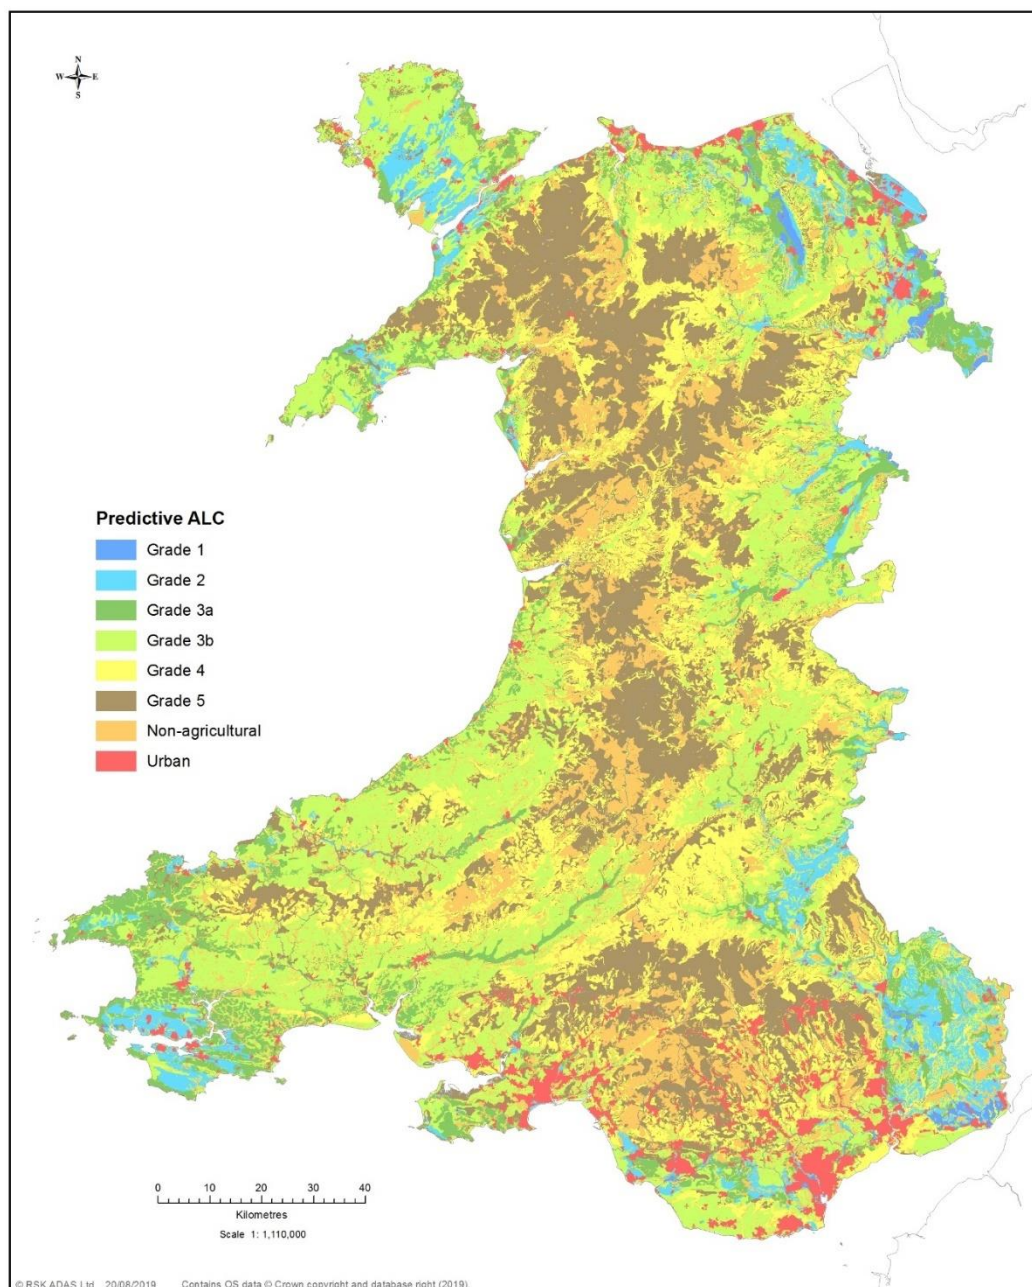 N
W E
S
Predictive ALC
Grade 1
Grade 2
Grade 3a
Grade 3b
Grade 4
Grade 5
Non-agricultural
Urban
0 10 20 30 40
Kilometres
Scale 1: 1,110,000
© RSK ADAS Ltd 20/08/2019 Contains OS data © Crown copyright and database right (2019)